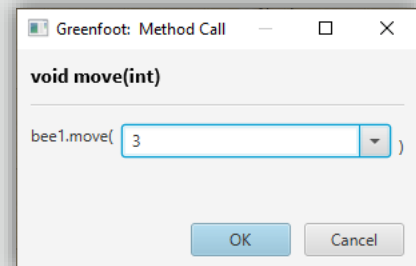 Greenfoot: Method Call
void move(int)
bee1.move( 3 )
OK Cancel